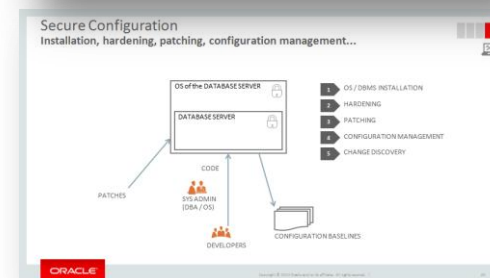 Secure Configuration
Installation, hardening, patching, configuration management...
OS of the DATABASE SERVER
DATABASE SERVER
1 OS / DBMS INSTALLATION
2 HARDENING
3 PATCHING
4 CONFIGURATION MANAGEMENT
5 CHANGE DISCOVERY
CODE
PATCHES
SYS ADMIN
(DBA / OS)
DEVELOPERS
CONFIGURATION BASELINES
ORACLE